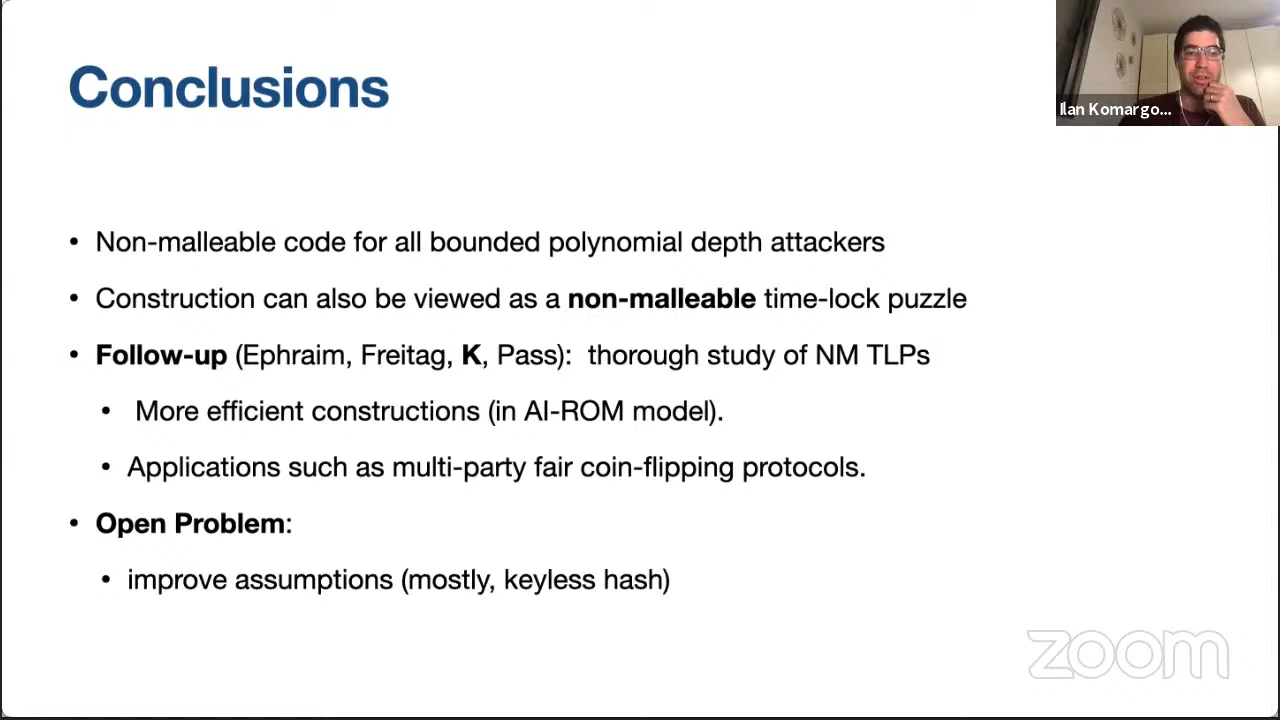 Conclusions
Ilan Komargo...
• Non-malleable code for all bounded polynomial depth attackers
• Construction can also be viewed as a non-malleable time-lock puzzle
• Follow-up (Ephraim, Freitag, K, Pass): thorough study of NM TLPs
• More efficient constructions (in AI-ROM model).
• Applications such as multi-party fair coin-flipping protocols.
• Open Problem:
• improve assumptions (mostly, keyless hash)
zoom